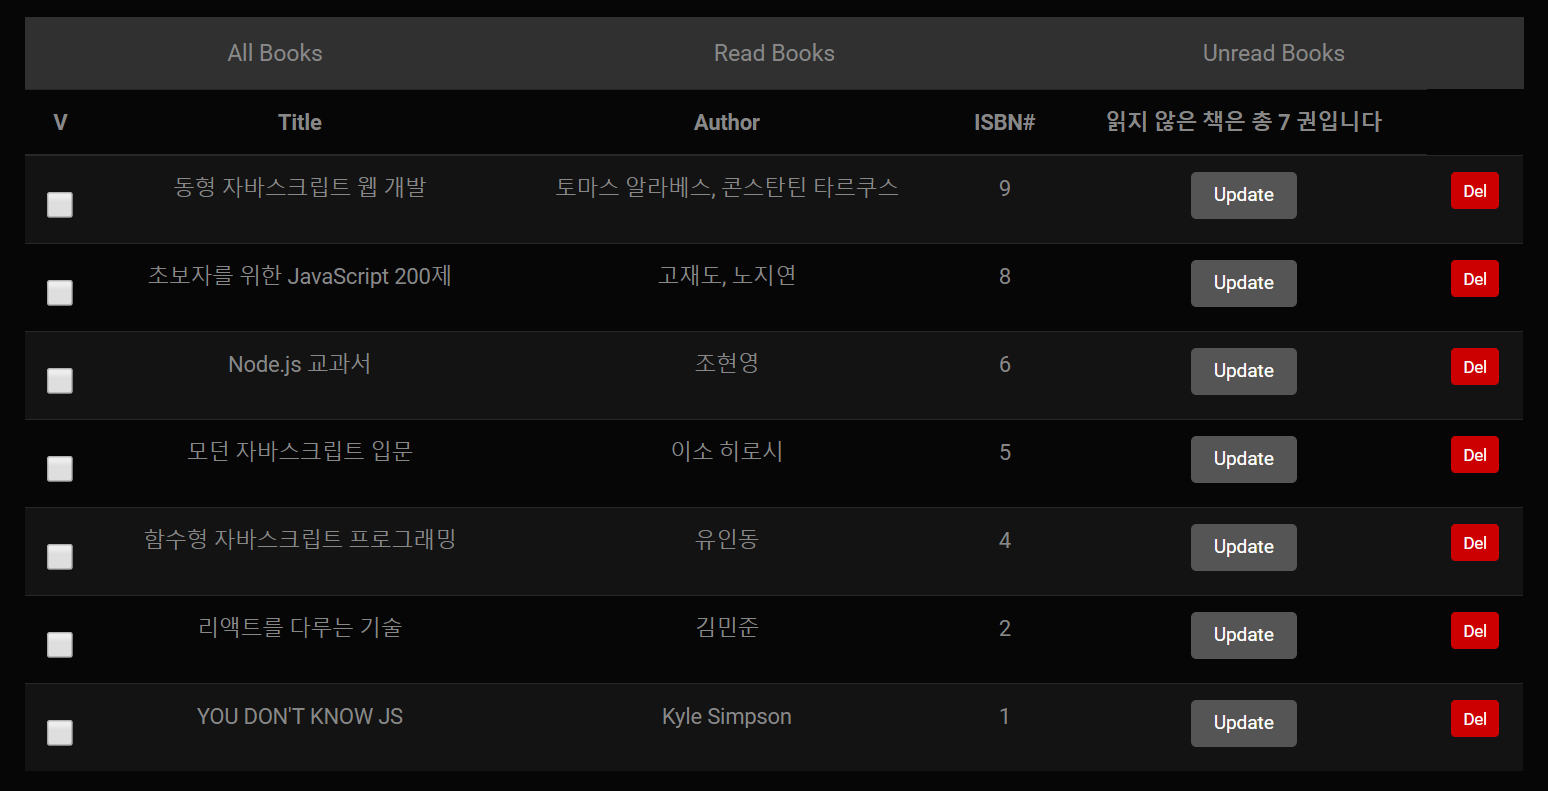 All Books Read Books Unread Books
V Title Author ISBN# 읽지 않은 책은 총 7 권입니다
동형 자바스크립트 웹 개발 토마스 알라베스, 콘스탄틴 타르쿠스 9 Update Del
초보자를 위한 JavaScript 200제 고재도, 노지연 8 Update Del
Node.js 교과서 조현영 6 Update Del
모던 자바스크립트 입문 이소 히로시 5 Update Del
함수형 자바스크립트 프로그래밍 유인동 4 Update Del
리액트를 다루는 기술 김민준 2 Update Del
YOU DON'T KNOW JS Kyle Simpson 1 Update Del